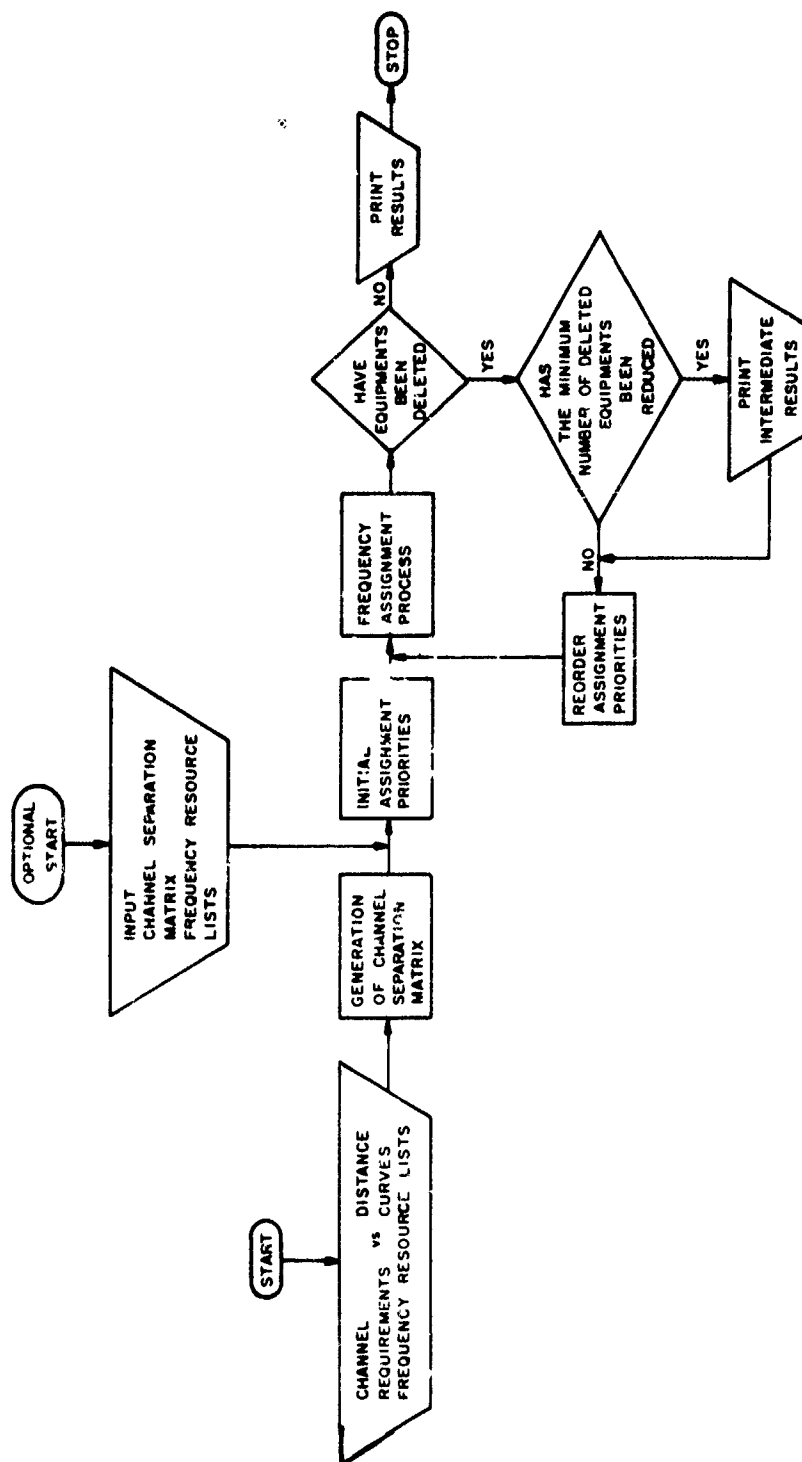 START
CHANNEL DISTANCE
REQUIREMENTS vs CURVES
FREQUENCY RESOURCE LISTS
OPTIONAL
START
INPUT
CHANNEL SEPARATION
MATRIX
FREQUENCY RESOURCE
LISTS
GENERATION
OF CHANNEL
SEPARATION
MATRIX
INITIAL
ASSIGNMENT
PRIORITIES
FREQUENCY
ASSIGNMENT
PROCESS
HAVE
EQUIPMENTS
BEEN
DELETED
NO
PRINT
RESULTS
STOP
YES
HAS
THE MINIMUM
NUMBER OF DELETED
EQUIPMENTS
BEEN
REDUCED
NO
REORDER
ASSIGNMENT
PRIORITIES
YES
PRINT
INTERMEDIATE
RESULTS